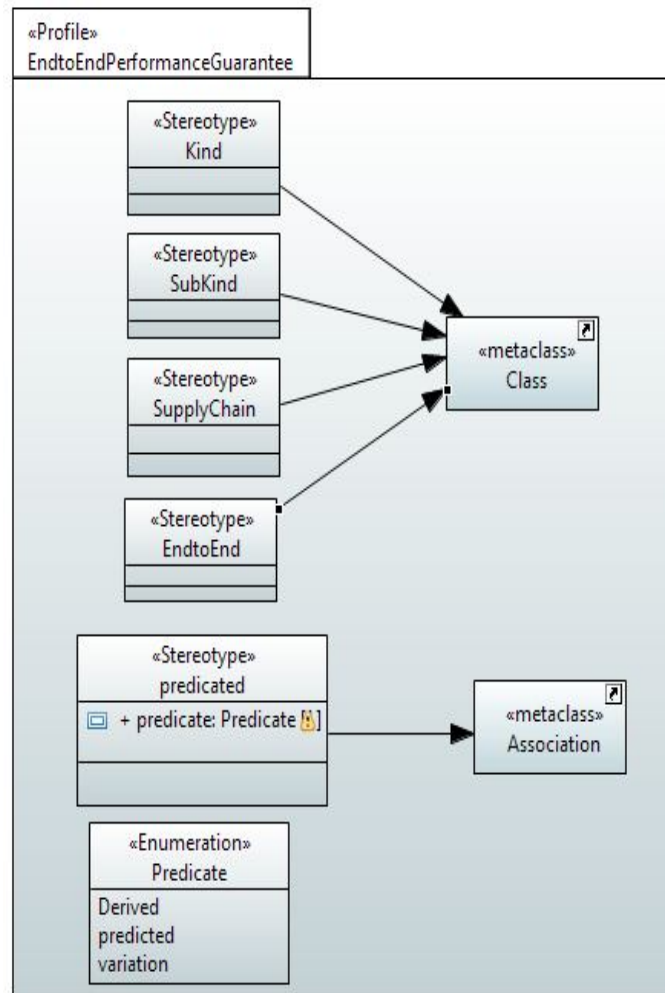 «Profile»
EndtoEndPerformanceGuarantee
«Stereotype»
Kind
«Stereotype»
SubKind
«metaclass»
Class
«Stereotype»
SupplyChain
«Stereotype»
EndtoEnd
«Stereotype»
predicated
+ predicate: Predicate ]
«metaclass»
Association
«Enumeration»
Predicate
Derived
predicted
variation